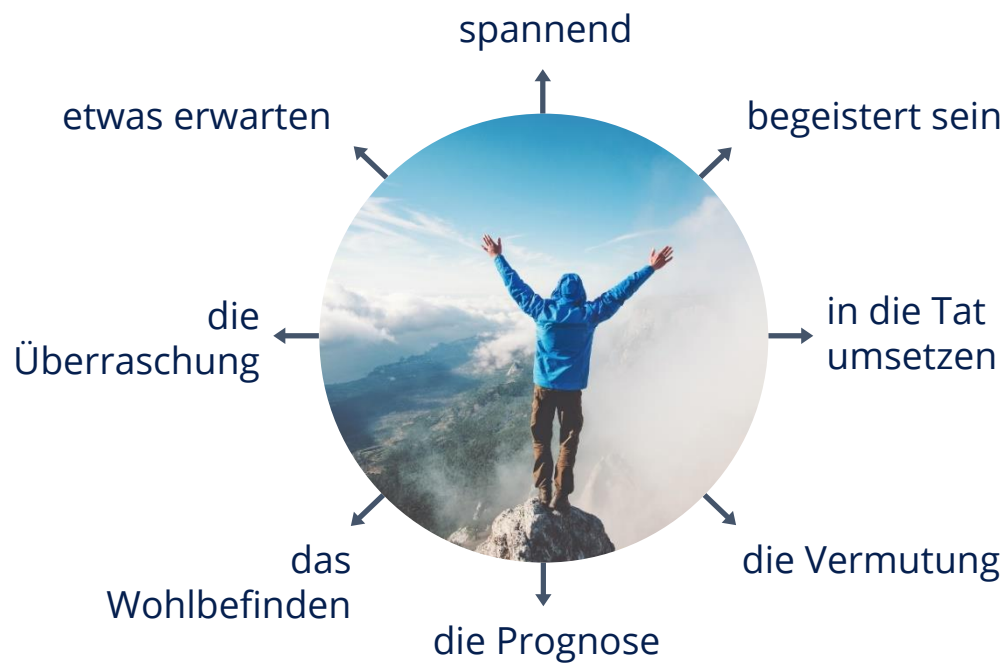 spannend
etwas erwarten
begeistert sein
die
Überraschung
in die Tat
umsetzen
das
Wohlbefinden
die Vermutung
die Prognose